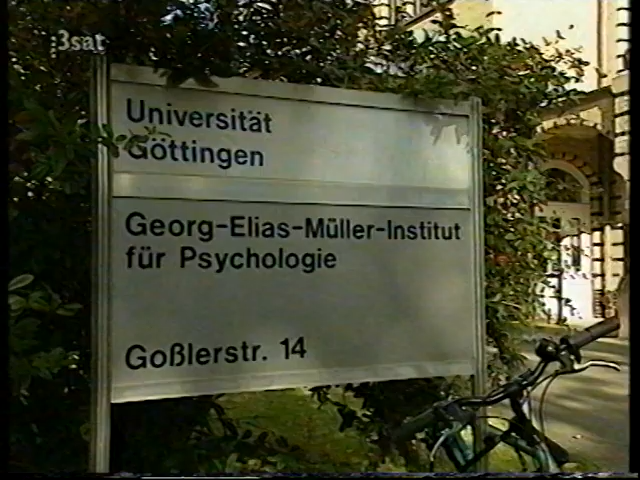 3sat
Universität
Göttingen
Georg-Elias-Müller-Institut
für Psychologie
Goßlerstr. 14